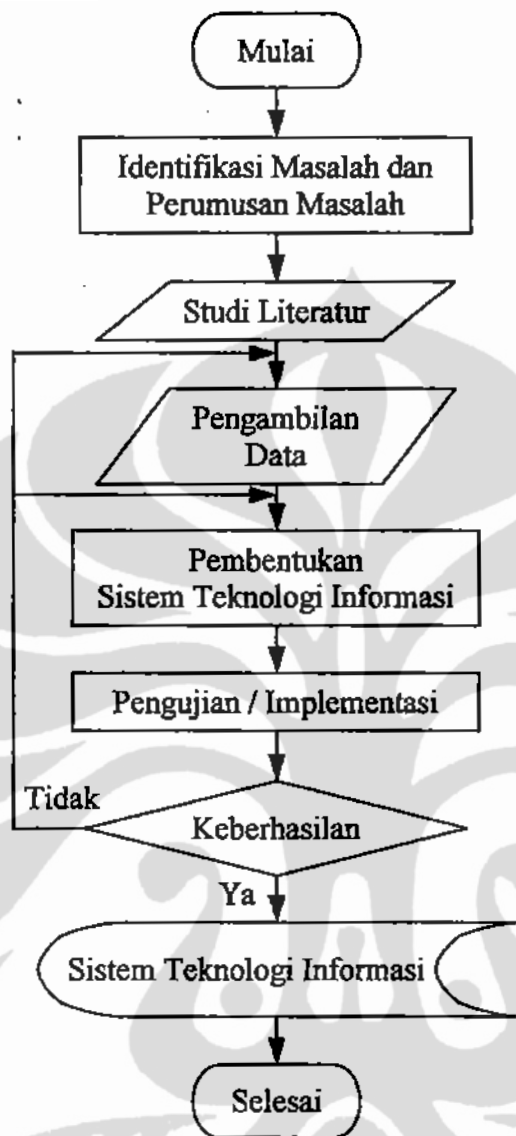 Mulai
Identifikasi Masalah dan
Perumusan Masalah
Studi Literatur
Pengambilan
Data
Pembentukan
Sistem Teknologi Informasi
Pengujian / Implementasi
Tidak
Keberhasilan
Ya
Sistem Teknologi Informasi
Selesai